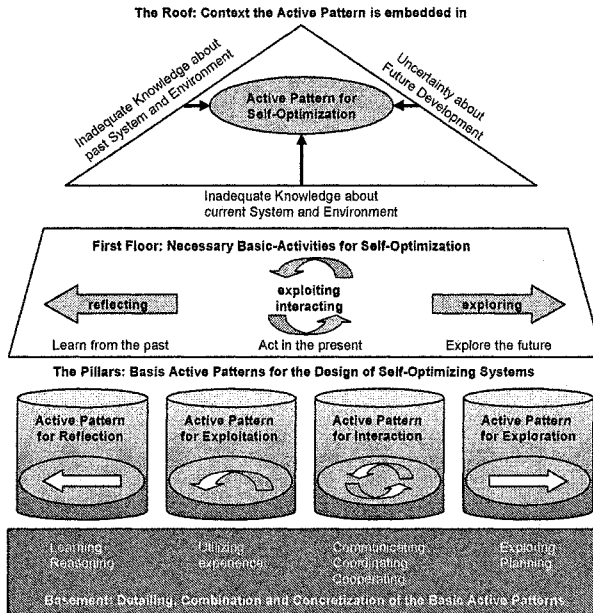 The Roof: Context the Active Pattern is embedded in
Inadequate Knowledge about
past System and Environment
Uncertainty about
Future Development
Active Pattern for
Self-Optimization
Inadequate Knowledge about
current System and Environment
First Floor: Necessary Basic-Activities for Self-Optimization
reflecting
exploiting
interacting
exploring
Learn from the past
Act in the present
Explore the future
The Pillars: Basis Active Patterns for the Design of Self-Optimizing Systems
Active Pattern
for Reflection
Active Pattern
for Exploitation
Active Pattern
for Interaction
Active Pattern
for Exploration
Learning
Reasoning
Utilizing
experience
Communicating
Coordinating
Cooperating
Exploring
Planning
Basement: Detailing, Combination and Concretization of the Basic Active Patterns